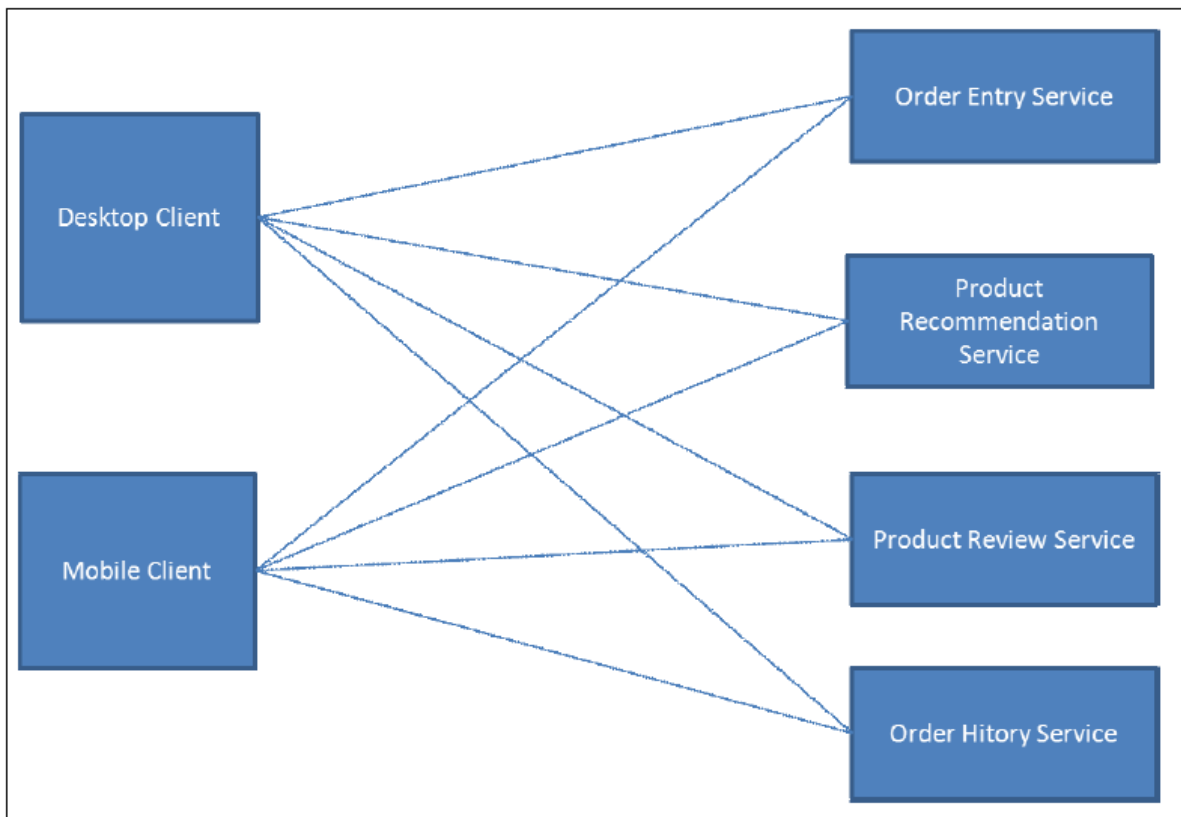 Order Entry Service
Desktop Client
Product
Recommendation
Service
Product Review Service
Mobile Client
Order Hitory Service